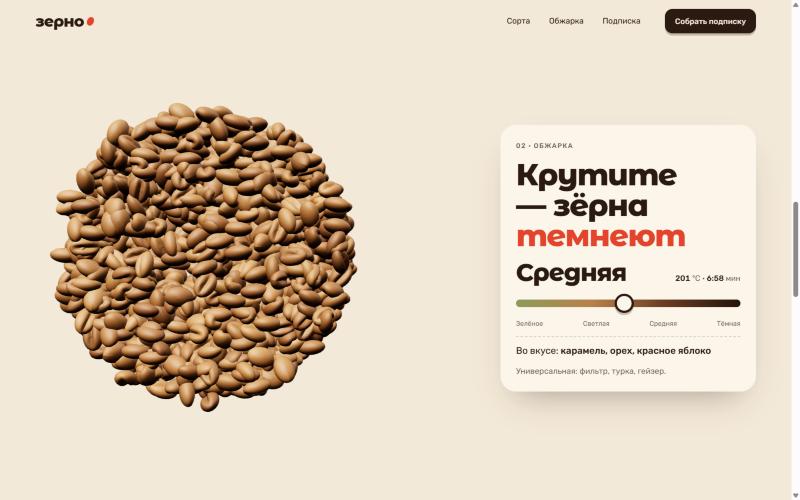 зерно
Сорта
Обжарка
Подписка
Собрать подписку
02 • ОБЖАРКА
Крутите
— зёрна
темнеют
Средняя
201 °C • 6:58 мин
Зелёное
Светлая
Средняя
Тёмная
Во вкусе: карамель, орех, красное яблоко
Универсальная: фильтр, турка, гейзер.